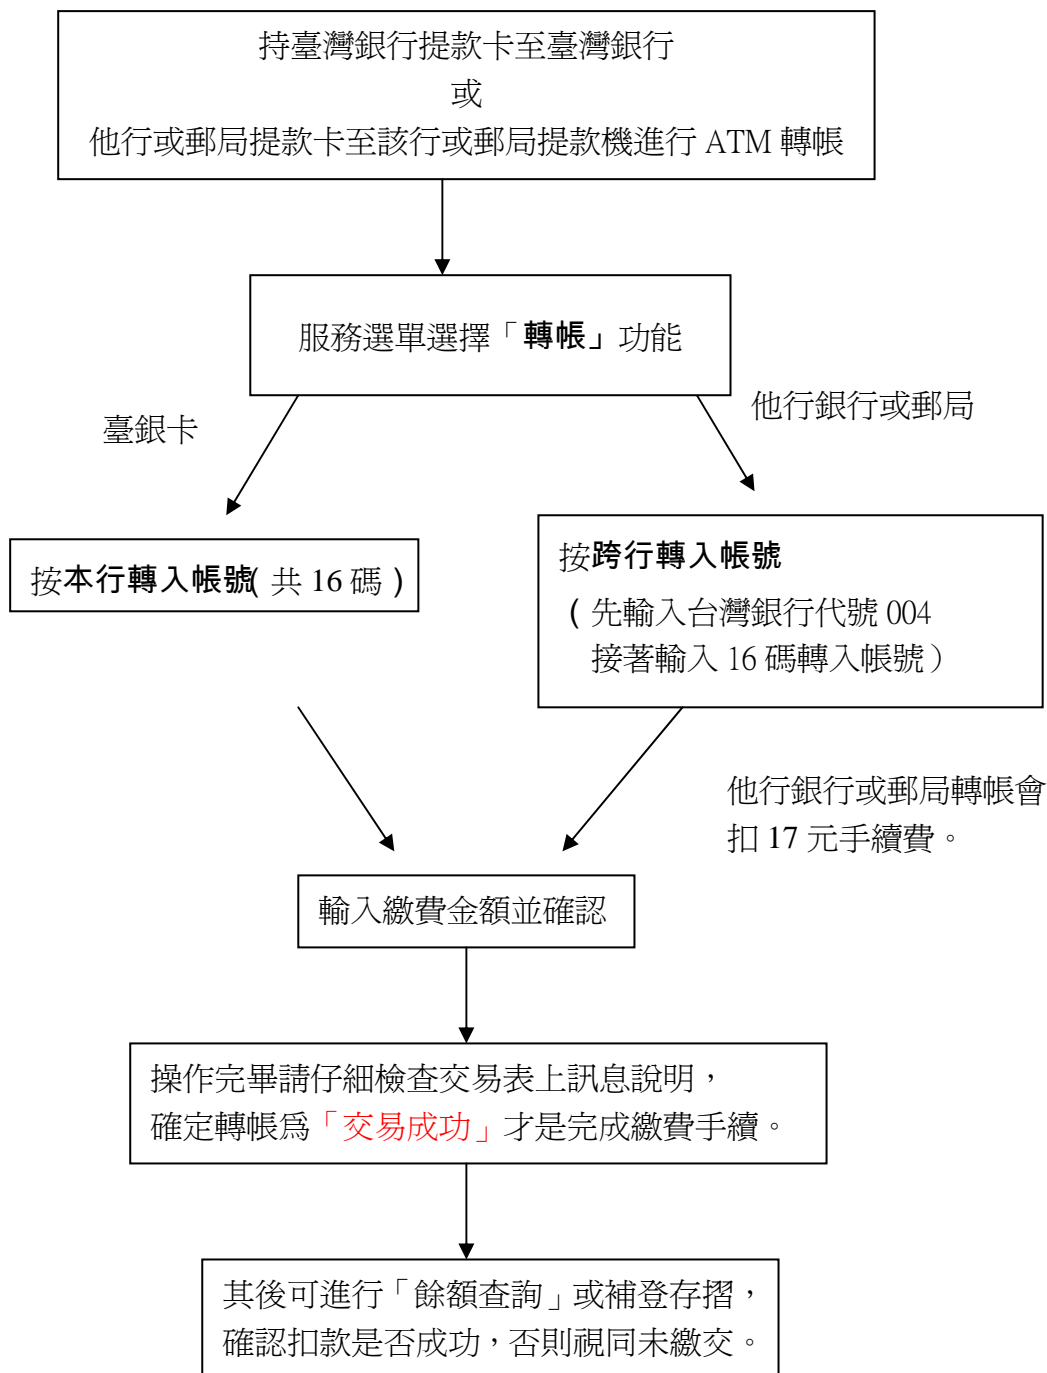 持臺灣銀行提款卡至臺灣銀行
或
他行或郵局提款卡至該行或郵局提款機進行 ATM 轉帳
服務選單選擇「轉帳」功能
臺銀卡
他行銀行或郵局
按本行轉入帳號(共 16 碼)
按跨行轉入帳號
(先輸入台灣銀行代號 004
接著輸入 16 碼轉入帳號)
他行銀行或郵局轉帳會
扣 17 元手續費。
輸入繳費金額並確認
操作完畢請仔細檢查交易表上訊息說明，
確定轉帳為「交易成功」才是完成繳費手續。
其後可進行「餘額查詢」或補登存摺，
確認扣款是否成功，否則視同未繳交。